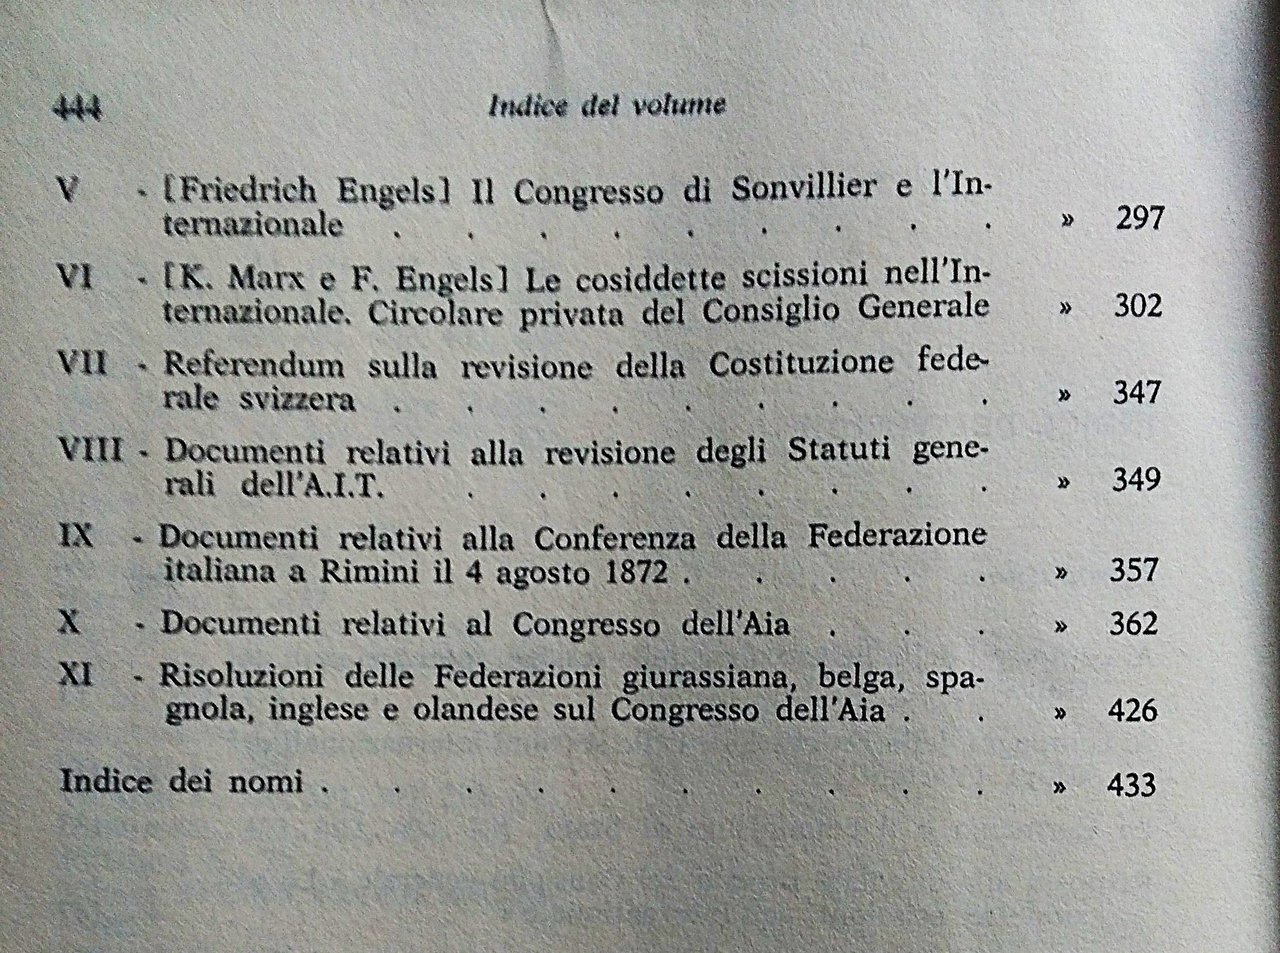 444 Indice del volume
V - [Friedrich Engels] Il Congresso di Sonvillier e l'In-
ternazionale . . . . . . . . . » 297
VI - [K. Marx e F. Engels] Le cosiddette scissioni nell'In-
ternazionale. Circolare privata del Consiglio Generale » 302
VII - Referendum sulla revisione della Costituzione fede-
rale svizzera . . . . . . . . . » 347
VIII - Documenti relativi alla revisione degli Statuti gene-
rali dell'A.I.T. . . . . . . . . » 349
IX - Documenti relativi alla Conferenza della Federazione
italiana a Rimini il 4 agosto 1872 . . . . . » 357
X - Documenti relativi al Congresso dell'Aia . . . » 362
XI - Risoluzioni delle Federazioni giurassiana, belga, spa-
gnola, inglese e olandese sul Congresso dell'Aia . . » 426
Indice dei nomi . . . . . . . . . . » 433